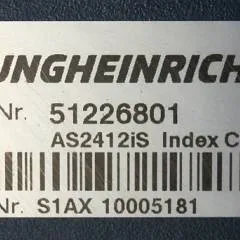 UNGHEINRICH
Nr. 51226801
AS2412iS Index C
Nr. S1AX 10005181